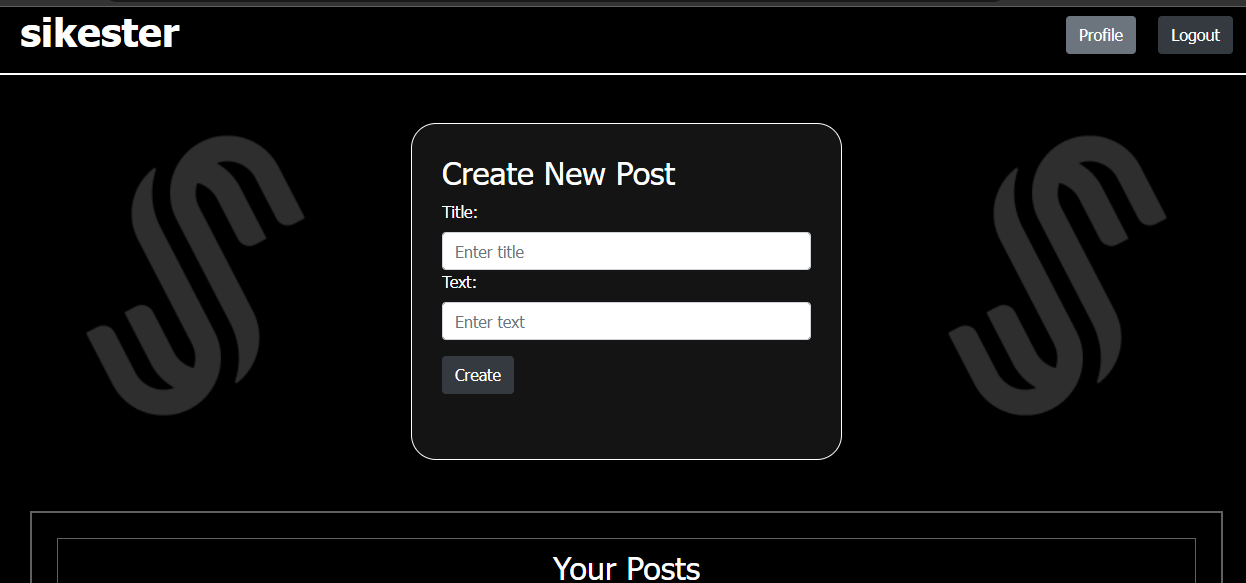 sikester
Profile
Logout
Create New Post
Title:
Enter title
Text:
Enter text
Create
Your Posts